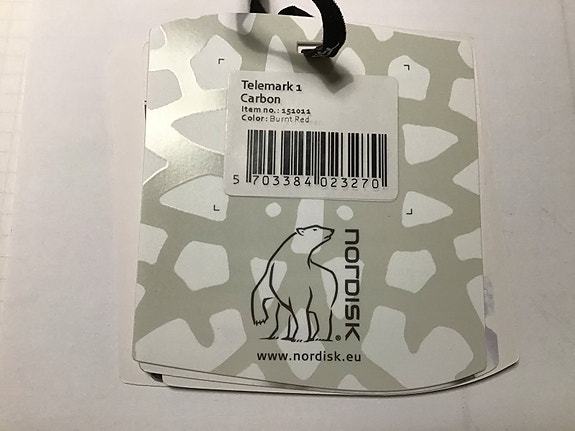 Telemark 1
Carbon
Item no.: 151011
Color: Burnt Red
5 703384 023270
nORDISK®
www.nordisk.eu